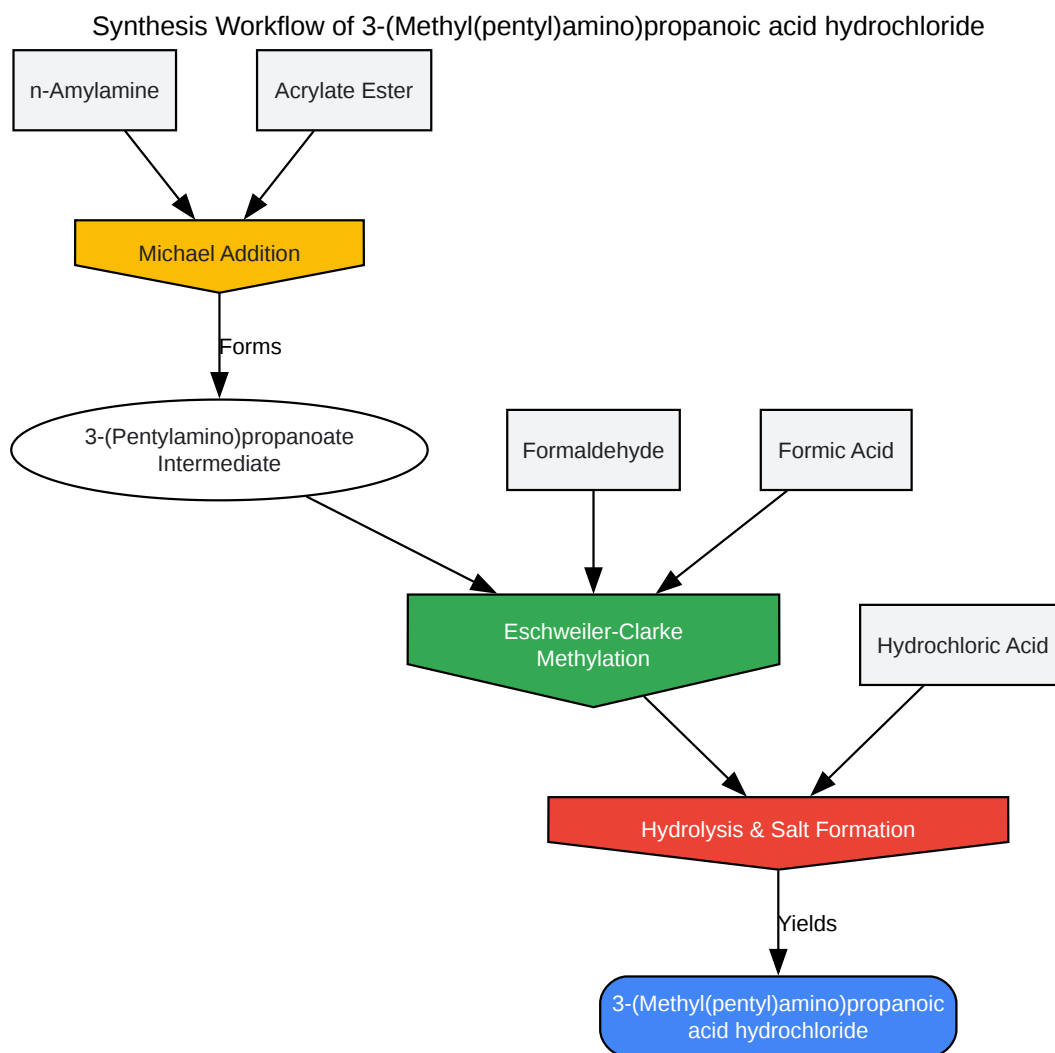 Synthesis Workflow of 3-(Methyl(pentyl)amino)propanoic acid hydrochloride
n-Amylamine
Acrylate Ester
Michael Addition
Forms
3-(Pentylamino)propanoate
Intermediate
Formaldehyde
Formic Acid
Eschweiler-Clarke
Methylation
Hydrochloric Acid
Hydrolysis & Salt Formation
Yields
3-(Methyl(pentyl)amino)propanoic
acid hydrochloride